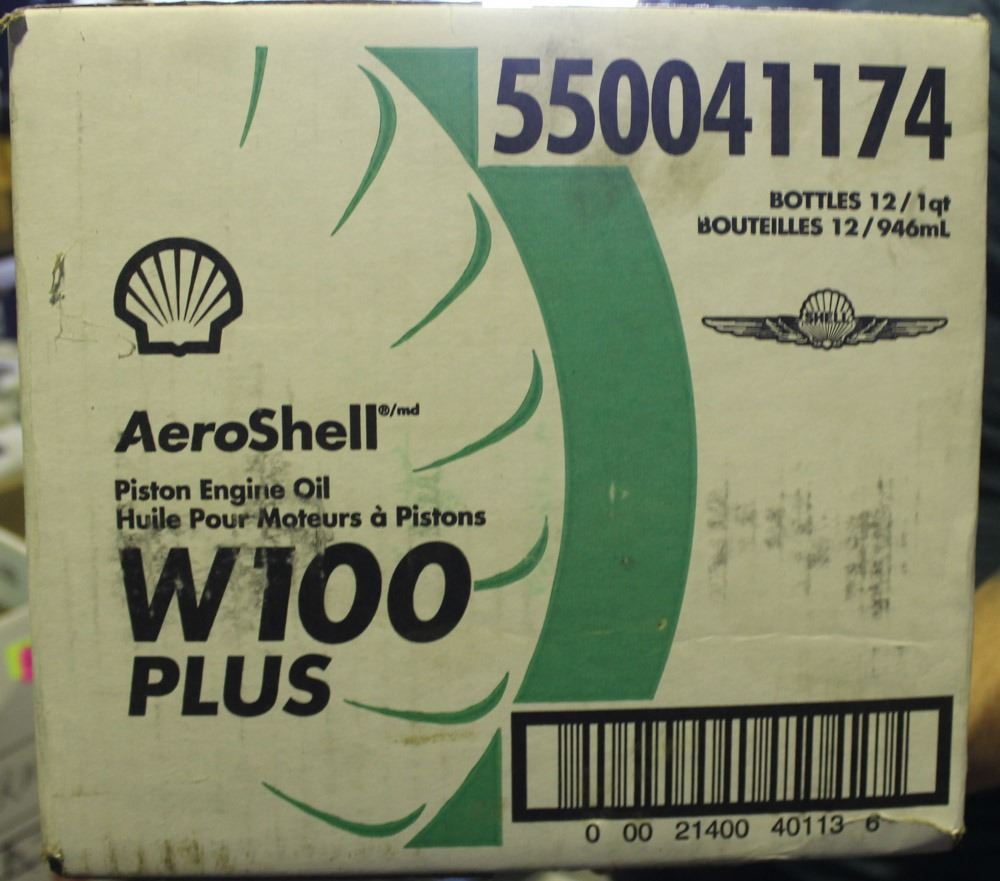 550041174
BOTTLES 12/1qt
BOUTEILLES 12/946mL
SHELL
AeroShell®/md
Piston Engine Oil
Huile Pour Moteurs à Pistons
W100
PLUS
0 00 21400 40113 6